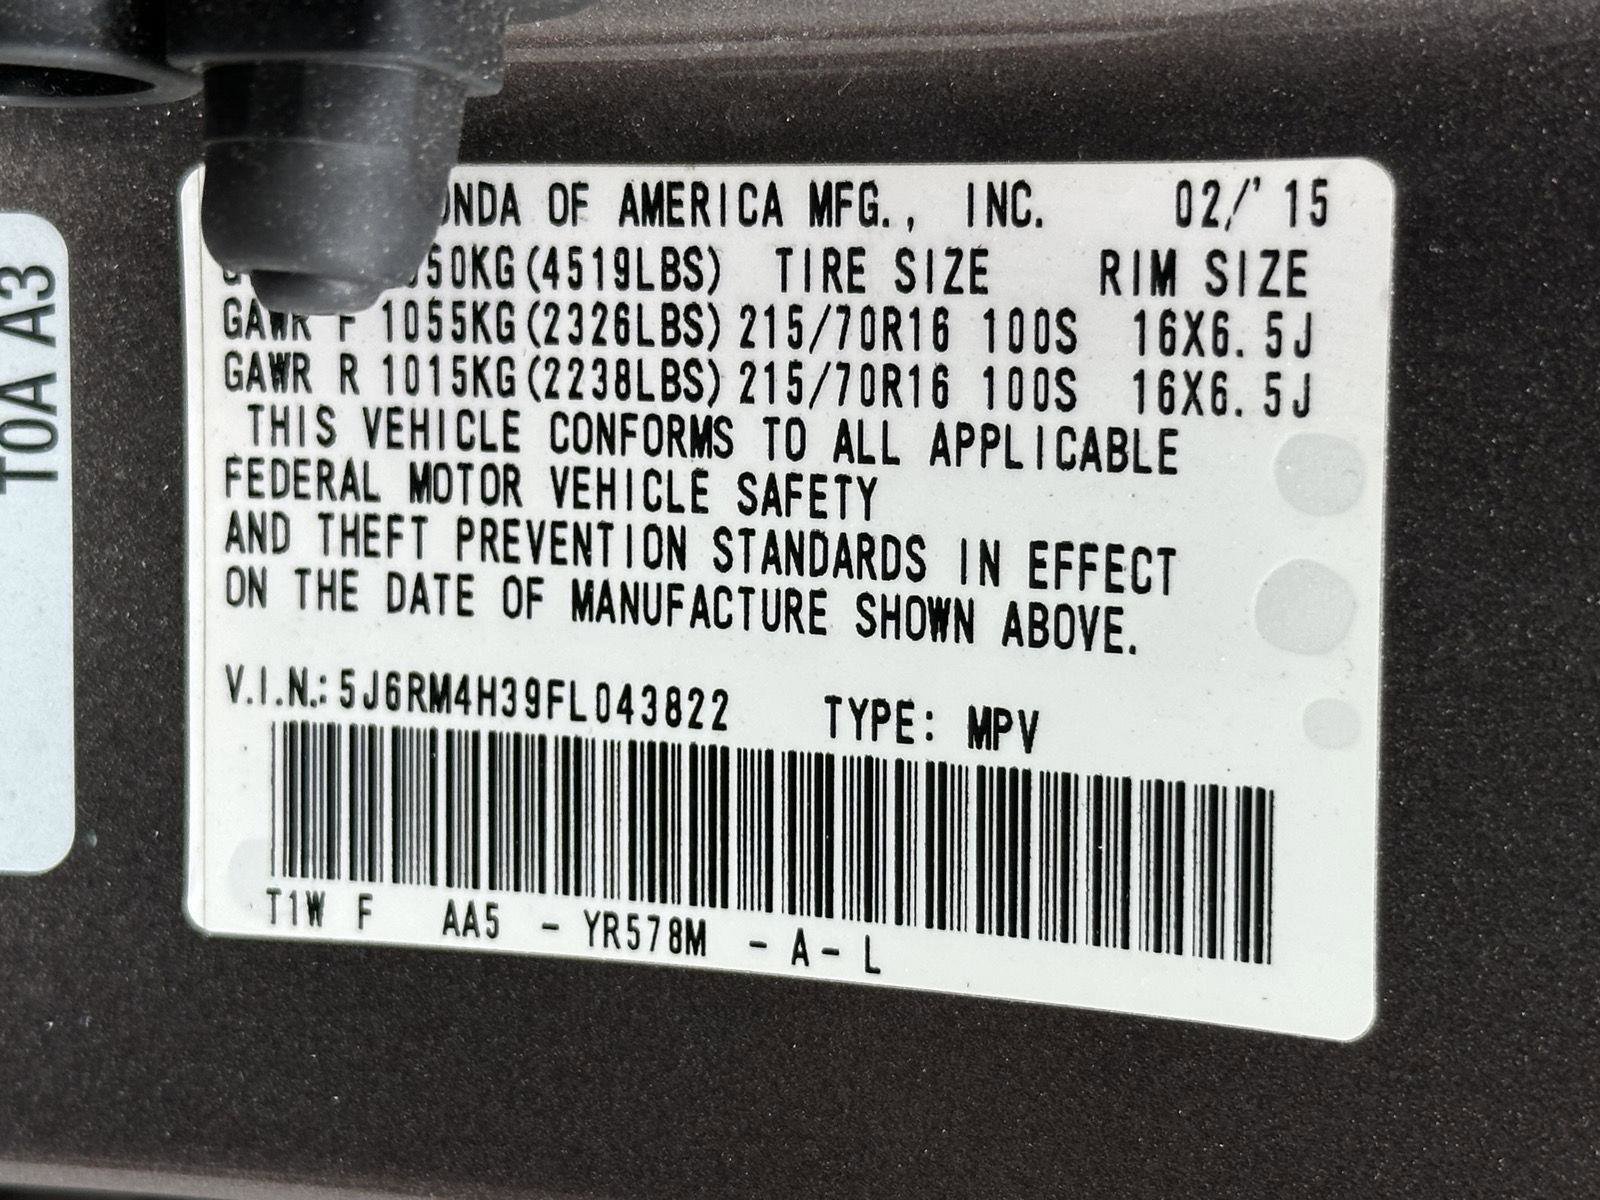 T0A A3
ONDA OF AMERICA MFG., INC. 02/'15
50KG(4519LBS) TIRE SIZE RIM SIZE
GAWR F 1055KG(2326LBS) 215/70R16 100S 16X6.5J
GAWR R 1015KG(2238LBS) 215/70R16 100S 16X6.5J
THIS VEHICLE CONFORMS TO ALL APPLICABLE
FEDERAL MOTOR VEHICLE SAFETY
AND THEFT PREVENTION STANDARDS IN EFFECT
ON THE DATE OF MANUFACTURE SHOWN ABOVE.
V.I.N.: 5J6RM4H39FL043822 TYPE: MPV
T1W F AA5 - YR578M - A - L